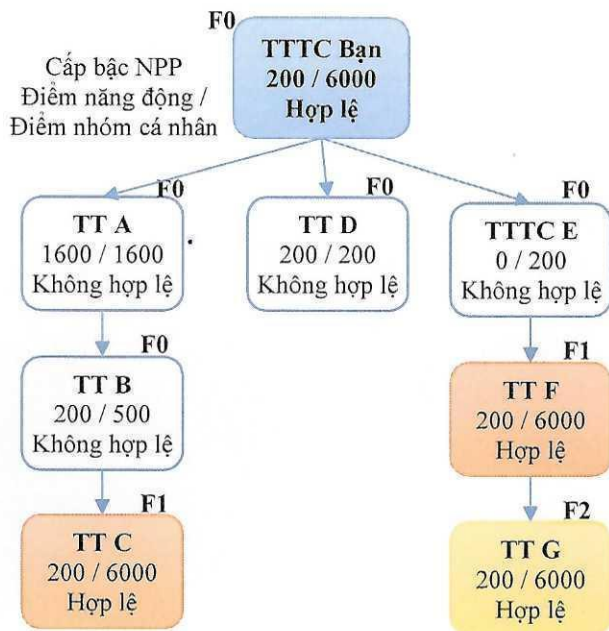 F0
TTTC Bạn
200 / 6000
Hợp lệ
Cấp bậc NPP
Điểm năng động /
Điểm nhóm cá nhân
F0
TT A
1600 / 1600
Không hợp lệ
F0
TT D
200 / 200
Không hợp lệ
F0
TTTC E
0 / 200
Không hợp lệ
F0
TT B
200 / 500
Không hợp lệ
F1
TT F
200 / 6000
Hợp lệ
F1
TT C
200 / 6000
Hợp lệ
F2
TT G
200 / 6000
Hợp lệ